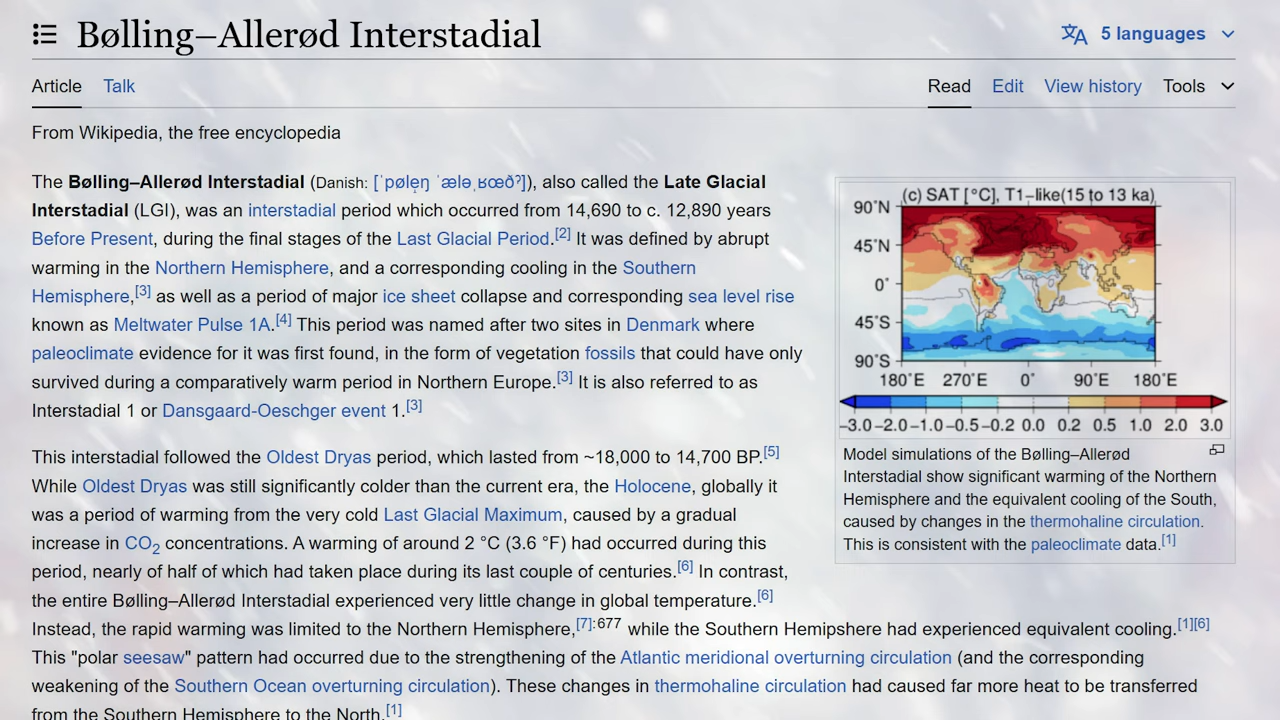 Bølling–Allerød Interstadial
5 languages
Article Talk Read Edit View history Tools
From Wikipedia, the free encyclopedia
The Bølling–Allerød Interstadial (Danish: [ˈpøle̝ŋ ˈæləˌʁœðˀ]), also called the Late Glacial
Interstadial (LGI), was an interstadial period which occurred from 14,690 to c. 12,890 years
Before Present, during the final stages of the Last Glacial Period.[2] It was defined by abrupt
warming in the Northern Hemisphere, and a corresponding cooling in the Southern
Hemisphere,[3] as well as a period of major ice sheet collapse and corresponding sea level rise
known as Meltwater Pulse 1A.[4] This period was named after two sites in Denmark where
paleoclimate evidence for it was first found, in the form of vegetation fossils that could have only
survived during a comparatively warm period in Northern Europe.[3] It is also referred to as
Interstadial 1 or Dansgaard-Oeschger event 1.[3]
(c) SAT [°C], T1−like(15 to 13 ka)
90°N
45°N
0°
45°S
90°S
180°E 270°E 0° 90°E 180°E
−3.0 −2.0 −1.0 −0.5 −0.2 0.0 0.2 0.5 1.0 2.0 3.0
Model simulations of the Bølling–Allerød
Interstadial show significant warming of the Northern
Hemisphere and the equivalent cooling of the South,
caused by changes in the thermohaline circulation.
This is consistent with the paleoclimate data.[1]
This interstadial followed the Oldest Dryas period, which lasted from ~18,000 to 14,700 BP.[5]
While Oldest Dryas was still significantly colder than the current era, the Holocene, globally it
was a period of warming from the very cold Last Glacial Maximum, caused by a gradual
increase in CO₂ concentrations. A warming of around 2 °C (3.6 °F) had occurred during this
period, nearly of half of which had taken place during its last couple of centuries.[6] In contrast,
the entire Bølling–Allerød Interstadial experienced very little change in global temperature.[6]
Instead, the rapid warming was limited to the Northern Hemisphere,[7]:677 while the Southern Hemipshere had experienced equivalent cooling.[1][6]
This "polar seesaw" pattern had occurred due to the strengthening of the Atlantic meridional overturning circulation (and the corresponding
weakening of the Southern Ocean overturning circulation). These changes in thermohaline circulation had caused far more heat to be transferred
from the Southern Hemisphere to the North.[1]